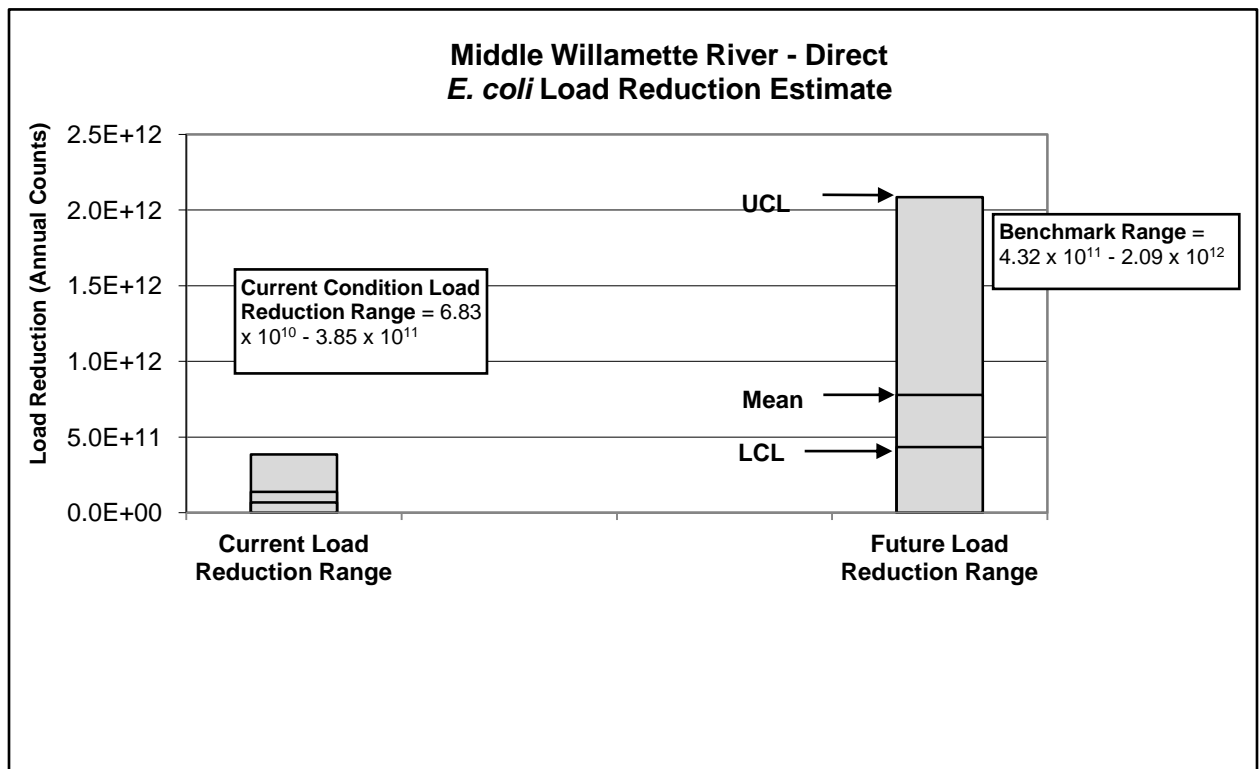 Middle Willamette River - Direct
E. coli Load Reduction Estimate
Load Reduction (Annual Counts)
2.5E+12
2.0E+12
1.5E+12
1.0E+12
5.0E+11
0.0E+00
UCL
Mean
LCL
Current Condition Load
Reduction Range = 6.83
x 10¹⁰ - 3.85 x 10¹¹
Benchmark Range =
4.32 x 10¹¹ - 2.09 x 10¹²
Current Load
Reduction Range
Future Load
Reduction Range